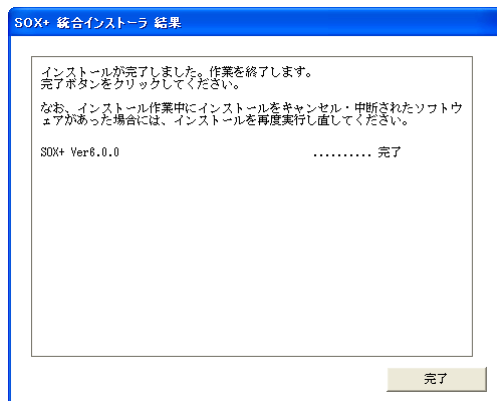 SOX+ 統合インストーラ 結果
インストールが完了しました。作業を終了します。
完了ボタンをクリックしてください。
なお、インストール作業中にインストールをキャンセル・中断されたソフトウ
ェアがあった場合には、インストールを再度実行し直してください。
SOX+ Ver6.0.0 .......... 完了
完了